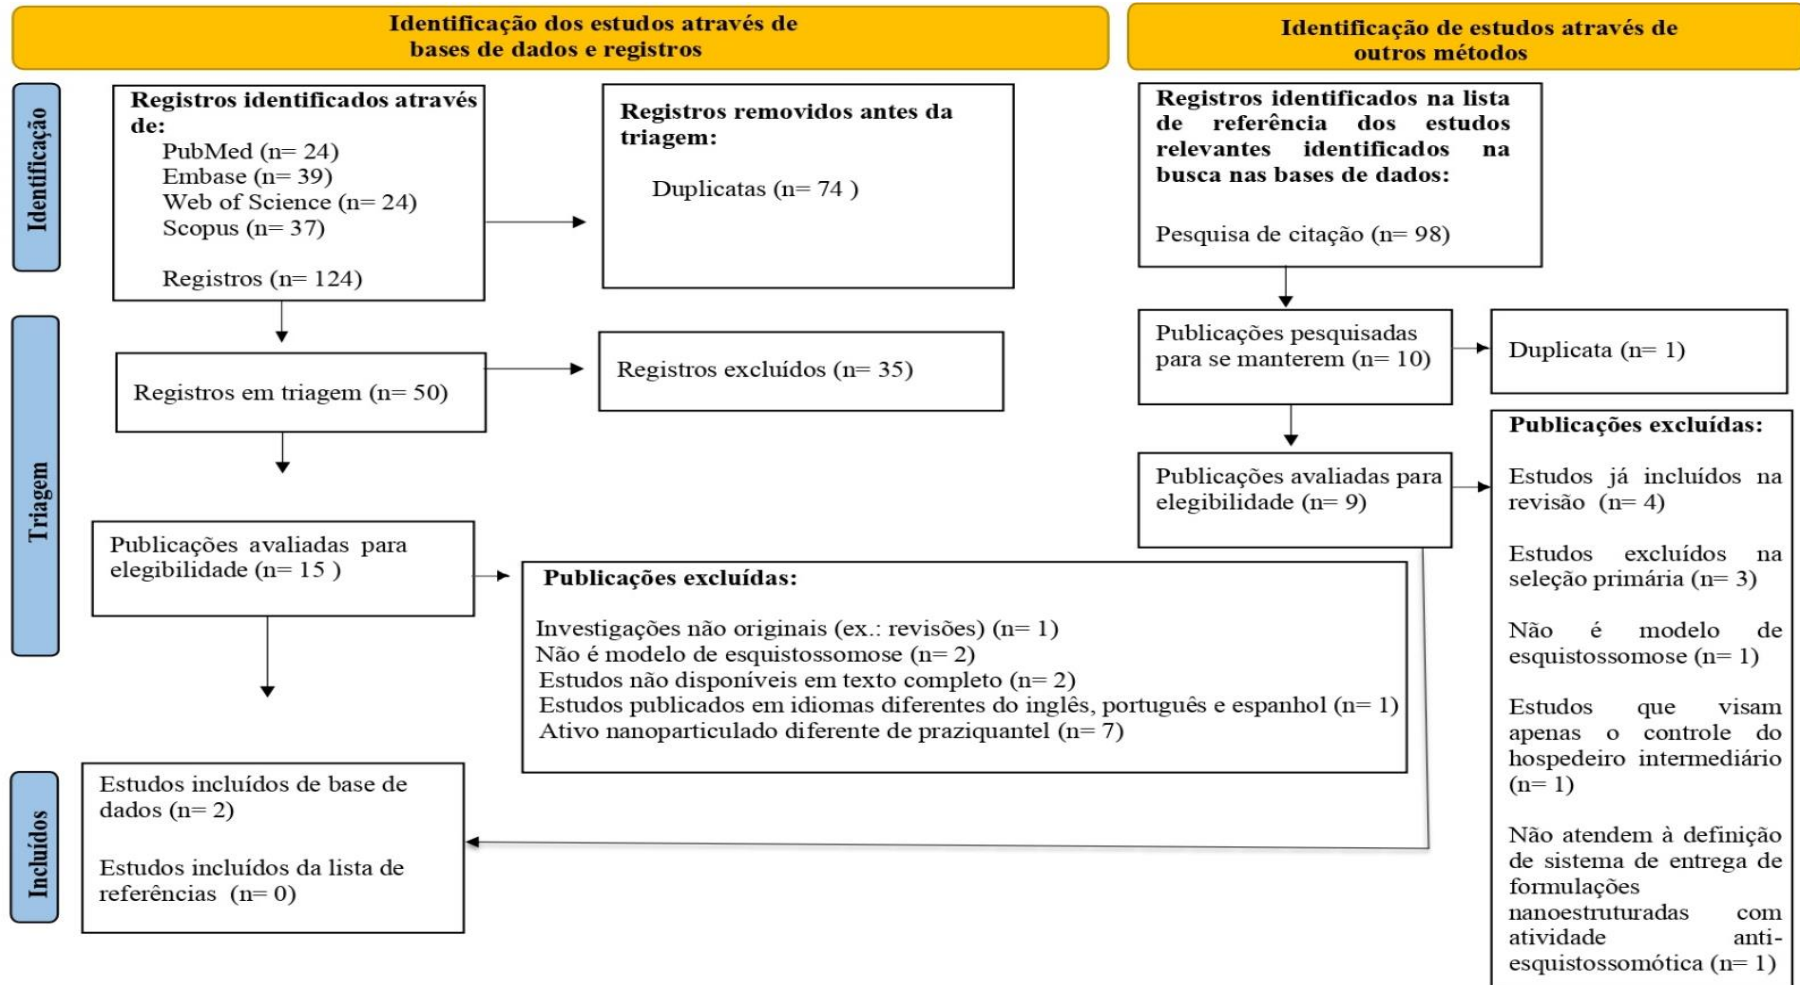 Identificação dos estudos através de
bases de dados e registros
Identificação de estudos através de
outros métodos
Identificação
Registros identificados através
de:
PubMed (n= 24)
Embase (n= 39)
Web of Science (n= 24)
Scopus (n= 37)
Registros (n= 124)
Registros removidos antes da
triagem:
Duplicatas (n= 74 )
Registros identificados na lista
de referência dos estudos
relevantes identificados na
busca nas bases de dados:
Pesquisa de citação (n= 98)
Triagem
Registros em triagem (n= 50)
Registros excluídos (n= 35)
Publicações pesquisadas
para se manterem (n= 10)
Duplicata (n= 1)
Publicações avaliadas para
elegibilidade (n= 15 )
Publicações excluídas:
Investigações não originais (ex.: revisões) (n= 1)
Não é modelo de esquistossomose (n= 2)
Estudos não disponíveis em texto completo (n= 2)
Estudos publicados em idiomas diferentes do inglês, português e espanhol (n= 1)
Ativo nanoparticulado diferente de praziquantel (n= 7)
Publicações avaliadas para
elegibilidade (n= 9)
Publicações excluídas:
Estudos já incluídos na
revisão (n= 4)
Estudos excluídos na
seleção primária (n= 3)
Não é modelo de
esquistossomose (n= 1)
Estudos que visam
apenas o controle do
hospedeiro intermediário
(n= 1)
Não atendem à definição
de sistema de entrega de
formulações
nanoestruturadas com
atividade anti-
esquistossomótica (n= 1)
Incluídos
Estudos incluídos de base de
dados (n= 2)
Estudos incluídos da lista de
referências (n= 0)